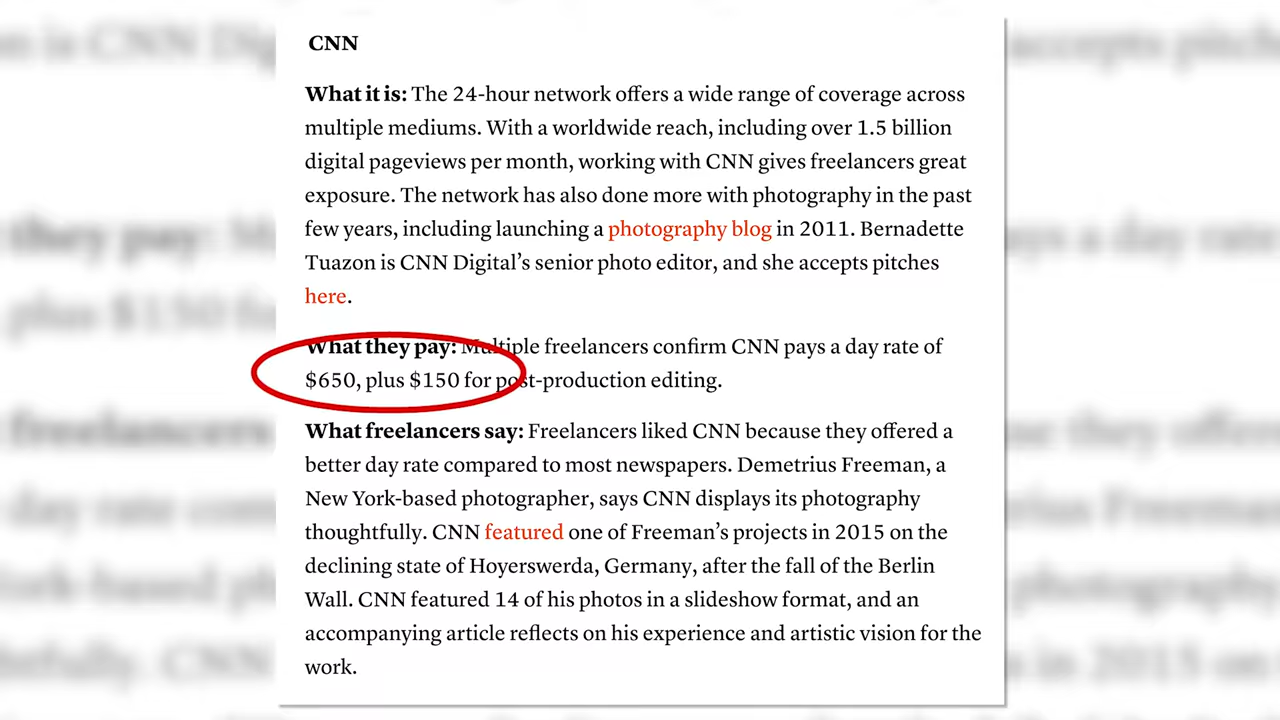 CNN
What it is: The 24-hour network offers a wide range of coverage across
multiple mediums. With a worldwide reach, including over 1.5 billion
digital pageviews per month, working with CNN gives freelancers great
exposure. The network has also done more with photography in the past
few years, including launching a photography blog in 2011. Bernadette
Tuazon is CNN Digital’s senior photo editor, and she accepts pitches
here.
What they pay: Multiple freelancers confirm CNN pays a day rate of
$650, plus $150 for post-production editing.
What freelancers say: Freelancers liked CNN because they offered a
better day rate compared to most newspapers. Demetrius Freeman, a
New York-based photographer, says CNN displays its photography
thoughtfully. CNN featured one of Freeman’s projects in 2015 on the
declining state of Hoyerswerda, Germany, after the fall of the Berlin
Wall. CNN featured 14 of his photos in a slideshow format, and an
accompanying article reflects on his experience and artistic vision for the
work.